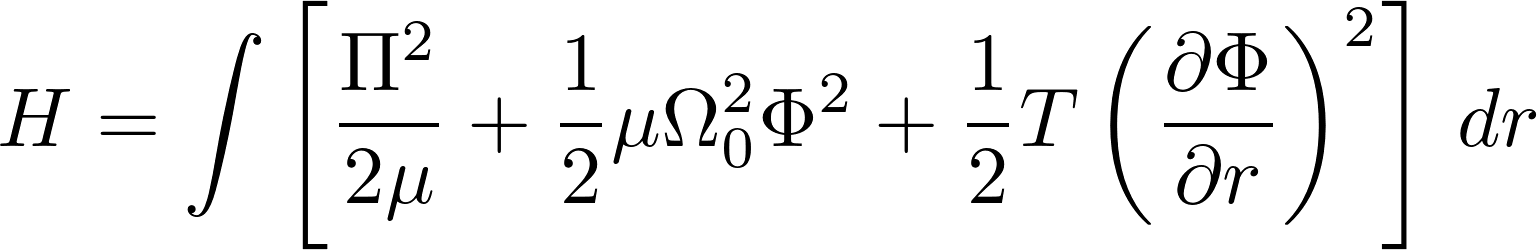 H = ∫ [ Π²/2μ + 1/2 μΩ₀²Φ² + 1/2 T (∂Φ/∂r)² ] dr